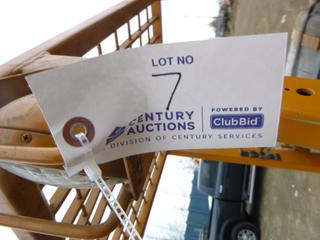 LOT NO
7
CENTURY
AUCTIONS
POWERED BY
ClubBid
DIVISION OF CENTURY SERVICES